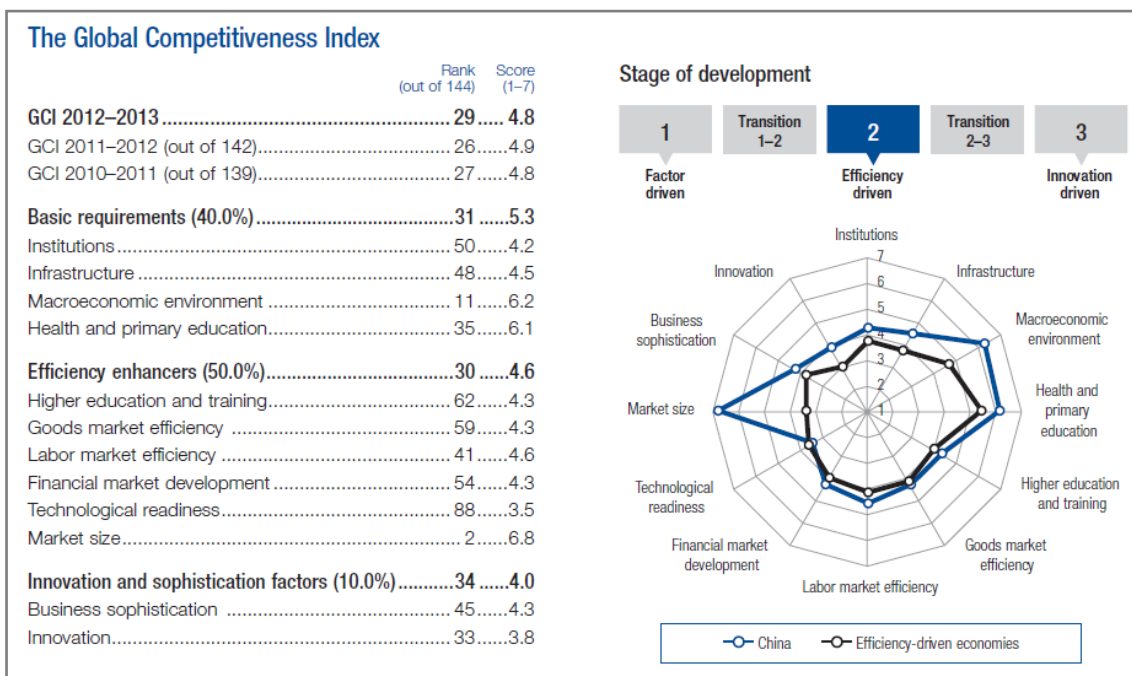 The Global Competitiveness Index
Rank Score
(out of 144) (1–7)
GCI 2012–2013 29 4.8
GCI 2011–2012 (out of 142) 26 4.9
GCI 2010–2011 (out of 139) 27 4.8
Basic requirements (40.0%) 31 5.3
Institutions 50 4.2
Infrastructure 48 4.5
Macroeconomic environment 11 6.2
Health and primary education 35 6.1
Efficiency enhancers (50.0%) 30 4.6
Higher education and training 62 4.3
Goods market efficiency 59 4.3
Labor market efficiency 41 4.6
Financial market development 54 4.3
Technological readiness 88 3.5
Market size 2 6.8
Innovation and sophistication factors (10.0%) 34 4.0
Business sophistication 45 4.3
Innovation 33 3.8
Stage of development
1
Transition
1–2
2
Transition
2–3
3
Factor
driven
Efficiency
driven
Innovation
driven
Institutions
Infrastructure
Macroeconomic
environment
Health and
primary
education
Higher education
and training
Goods market
efficiency
Labor market efficiency
Financial market
development
Technological
readiness
Market size
Business
sophistication
Innovation
7
6
5
4
3
2
1
China
Efficiency-driven economies